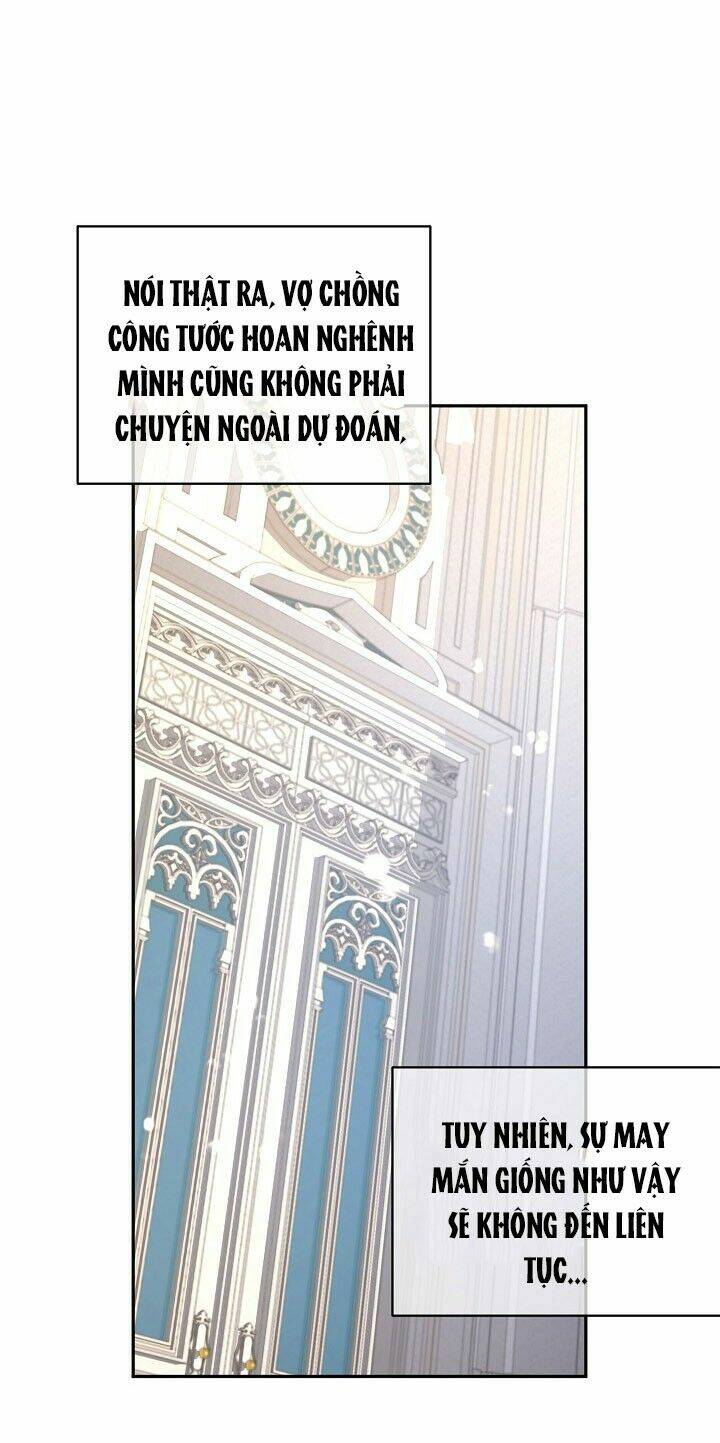 NÓI THẬT RA, VỢ CHỒNG
CÔNG TƯỚC HOAN NGHÊNH
MÌNH CŨNG KHÔNG PHẢI
CHUYỆN NGOÀI DỰ ĐOÁN,
TUY NHIÊN, SỰ MAY
MẮN GIỐNG NHƯ VẬY
SẼ KHÔNG ĐẾN LIÊN
TỤC...